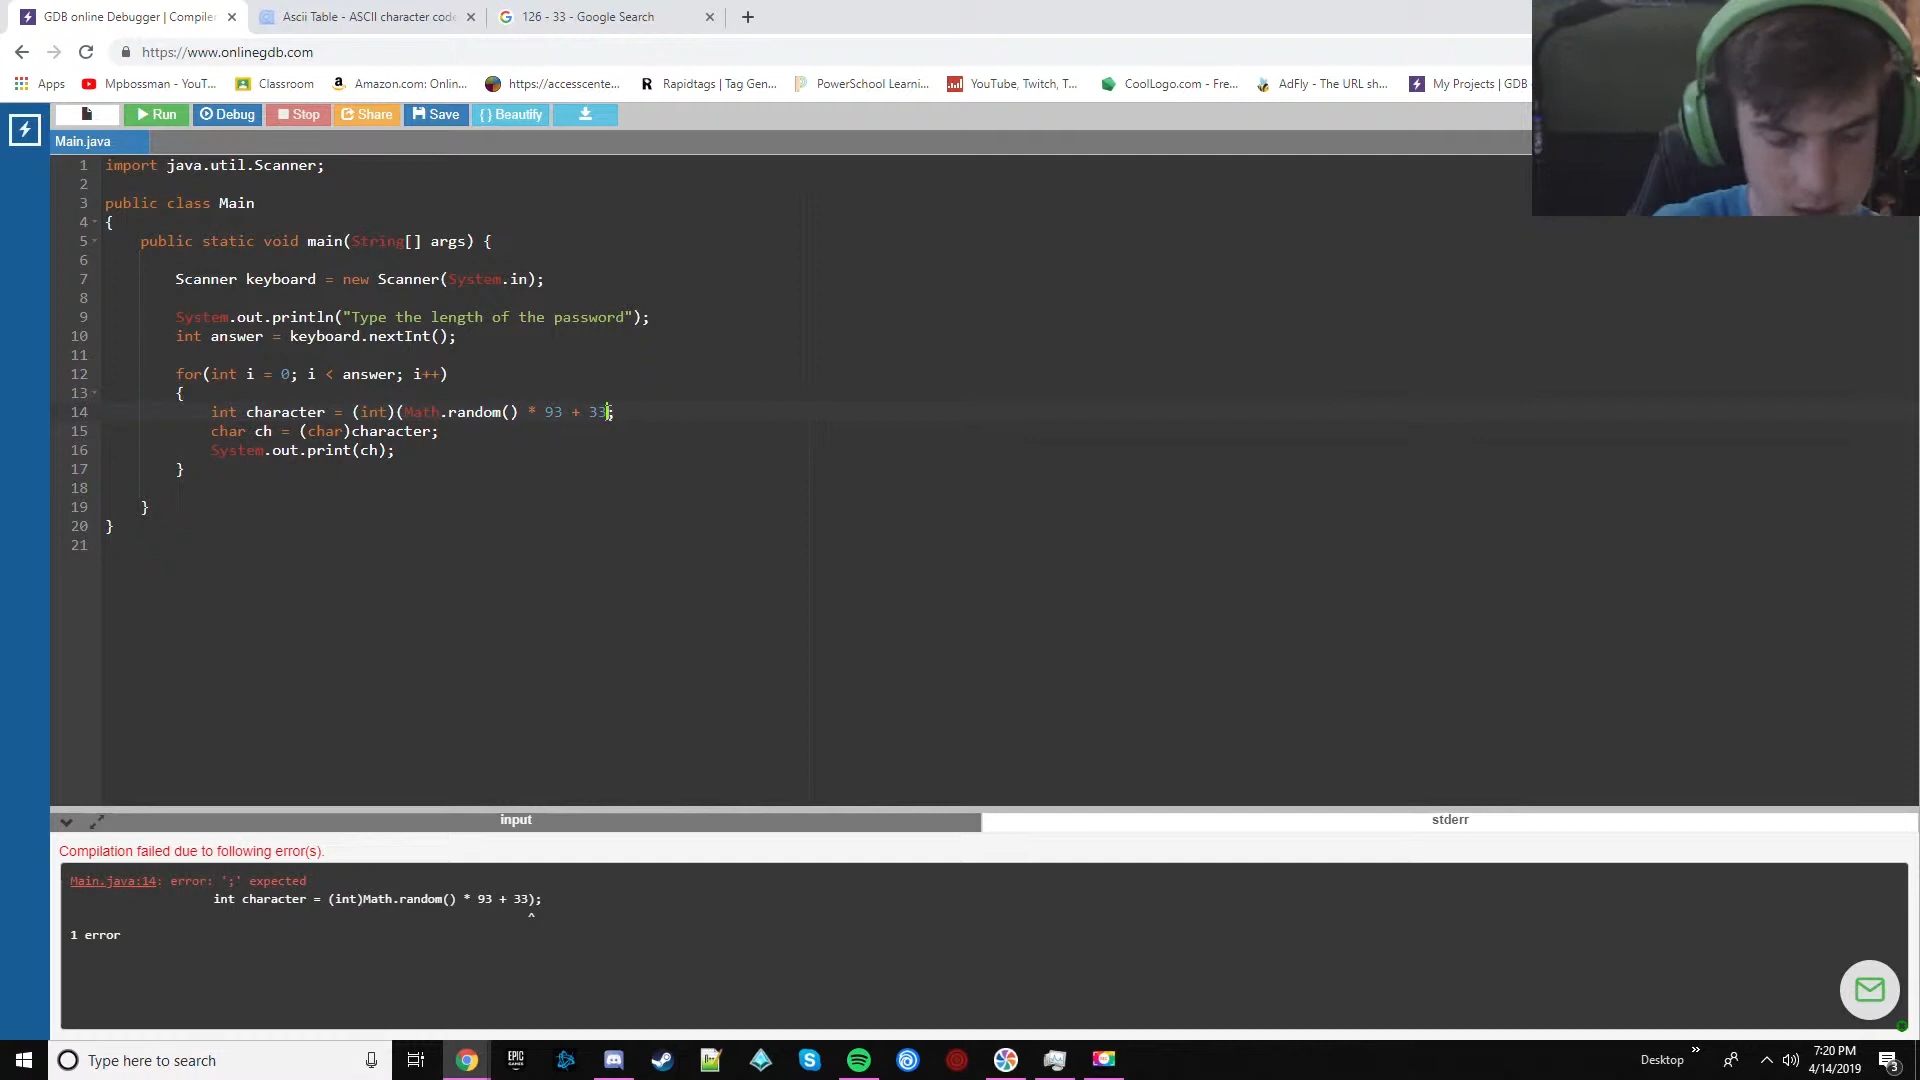 GDB online Debugger | Compiler
Ascii Table - ASCII character code
126 - 33 - Google Search
https://www.onlinegdb.com
Apps
Mpbossman - YouT...
Classroom
Amazon.com: Onlin...
https://accesscente...
Rapidtags | Tag Gen...
PowerSchool Learni...
YouTube, Twitch, T...
CoolLogo.com - Fre...
AdFly - The URL sh...
My Projects | GDB
Run
Debug
Stop
Share
Save
{ } Beautify
Main.java
1 import java.util.Scanner;
2
3 public class Main
4 {
5 public static void main(String[] args) {
6
7 Scanner keyboard = new Scanner(System.in);
8
9 System.out.println("Type the length of the password");
10 int answer = keyboard.nextInt();
11
12 for(int i = 0; i < answer; i++)
13 {
14 int character = (int)(Math.random() * 93 + 33;
15 char ch = (char)character;
16 System.out.print(ch);
17 }
18
19 }
20 }
21
input
stderr
Compilation failed due to following error(s).
Main.java:14: error: ';' expected
int character = (int)Math.random() * 93 + 33);
^
1 error
Type here to search
EPIC GAMES
Desktop
7:20 PM
4/14/2019
3